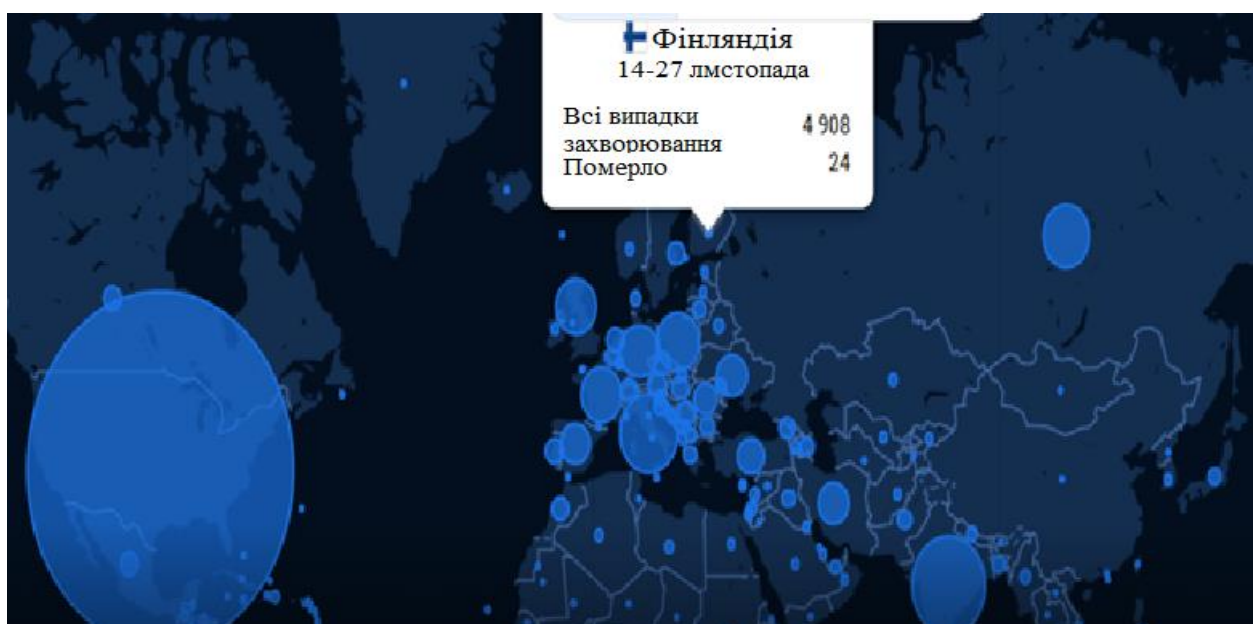 Фінляндія
14-27 лмстопада
Всі випадки 4 908
захворювання
Померло 24